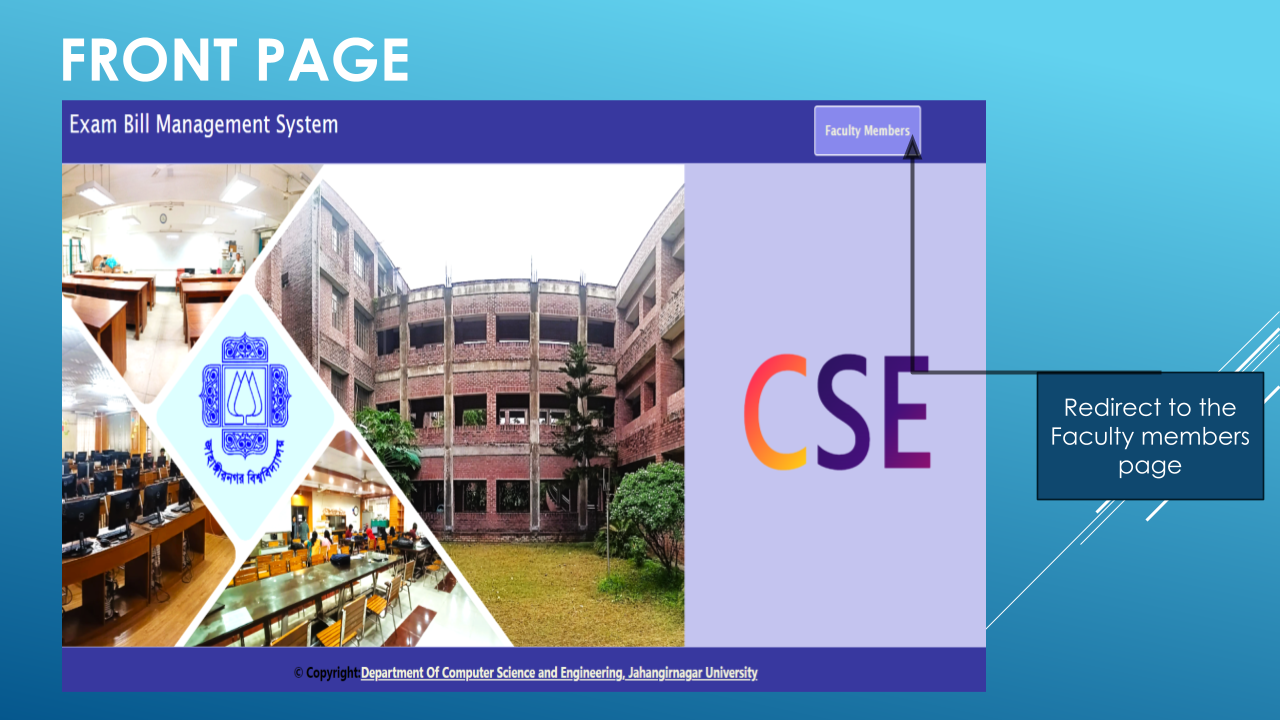 FRONT PAGE
Exam Bill Management System
Faculty Members
জাহাঙ্গীরনগর বিশ্ববিদ্যালয়
CSE
Redirect to the
Faculty members
page
© Copyright:Department Of Computer Science and Engineering, Jahangirnagar University